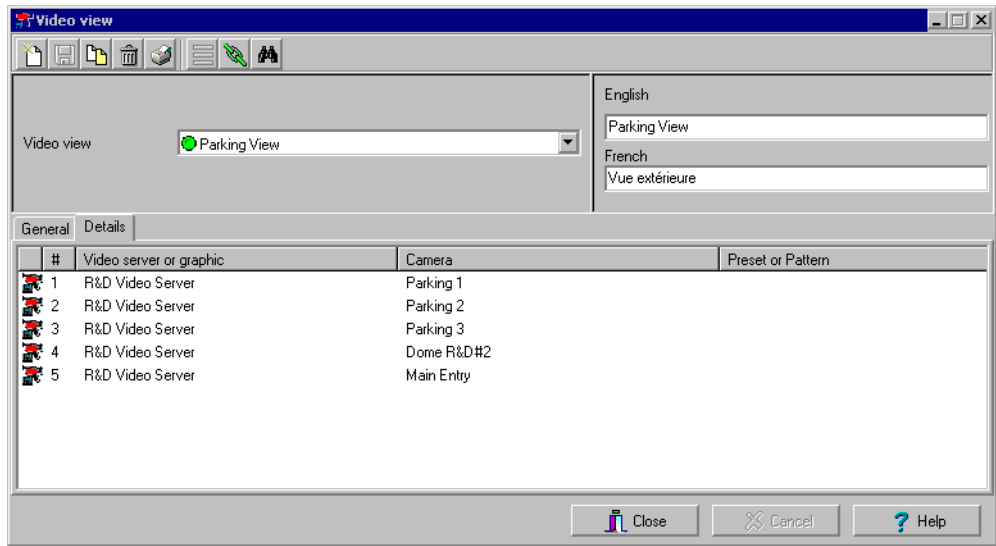 Video view
English
Parking View
Video view Parking View
French
Vue extérieure
General Details
# Video server or graphic Camera Preset or Pattern
1 R&D Video Server Parking 1
2 R&D Video Server Parking 2
3 R&D Video Server Parking 3
4 R&D Video Server Dome R&D#2
5 R&D Video Server Main Entry
Close Cancel ? Help